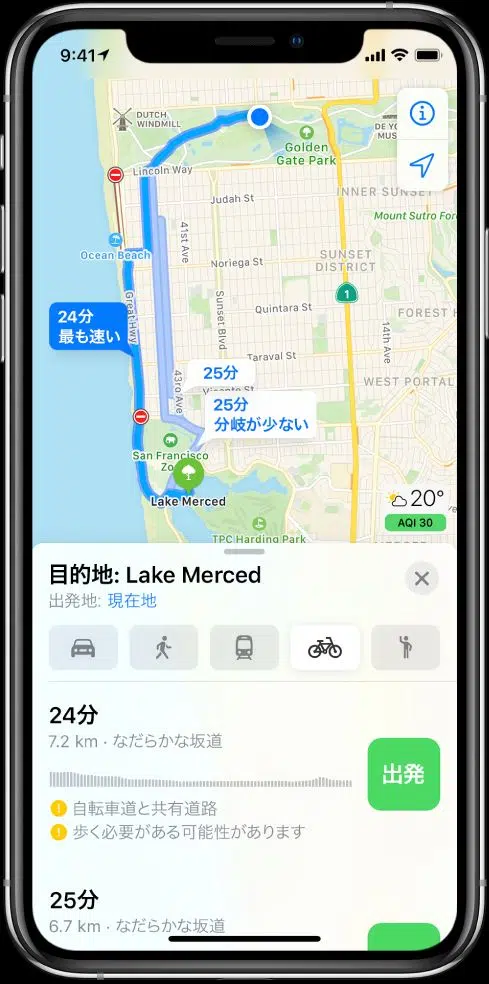 9:41
DUTCH
WINDMILL
Golden
Gate Park
Lincoln Way
INNER SUNSET
Judah St
Mount Sutro
41st Ave
Ocean Beach
Noriega St
SUNSET
DISTRICT
Great Hwy
Sunset Blvd
1
24分
最も速い
Quintara St
FOREST
14th Ave
Taraval St
25分
43rd Ave
WEST PORTAL
25分
分岐が少ない
San Francisco
Lake Merced
20°
AQI 30
TPC Harding Park
目的地: Lake Merced
出発地: 現在地
24分
7.2 km · なだらかな坂道
出発
自転車道と共有道路
歩く必要がある可能性があります
25分
6.7 km · なだらかな坂道